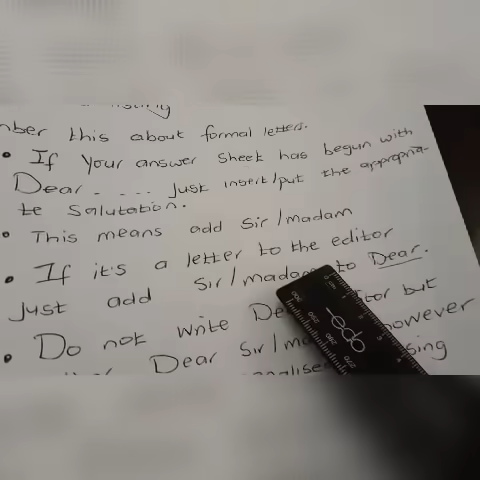 this about formal letters.
• If your answer sheet has begun with
Dear - . . . . Just insert/put the appropria-
te Salutation.
• This means add Sir/madam
• If it's a letter to the editor
Just add Sir/madam to Dear.
• Do not write but
Dear Sir/ however